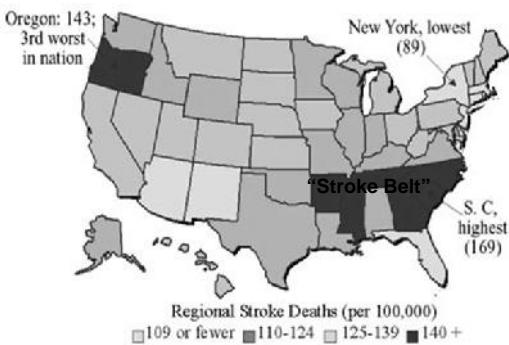 Oregon: 143;
3rd worst
in nation
New York, lowest
(89)
"Stroke Belt"
S. C,
highest
(169)
Regional Stroke Deaths (per 100,000)
109 or fewer 110-124 125-139 140 +